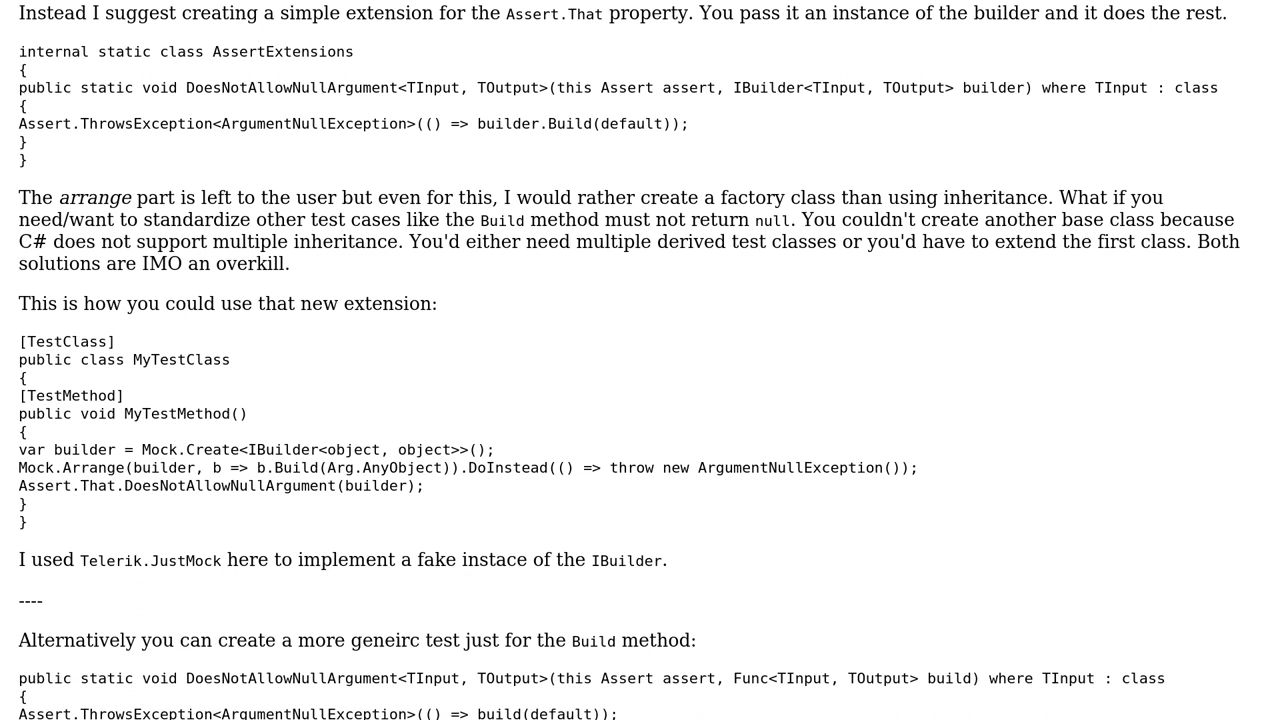 Instead I suggest creating a simple extension for the Assert.That property. You pass it an instance of the builder and it does the rest.
internal static class AssertExtensions
{
public static void DoesNotAllowNullArgument<TInput, TOutput>(this Assert assert, IBuilder<TInput, TOutput> builder) where TInput : class
{
Assert.ThrowsException<ArgumentNullException>(() => builder.Build(default));
}
}
The arrange part is left to the user but even for this, I would rather create a factory class than using inheritance. What if you
need/want to standardize other test cases like the Build method must not return null. You couldn't create another base class because
C# does not support multiple inheritance. You'd either need multiple derived test classes or you'd have to extend the first class. Both
solutions are IMO an overkill.
This is how you could use that new extension:
[TestClass]
public class MyTestClass
{
[TestMethod]
public void MyTestMethod()
{
var builder = Mock.Create<IBuilder<object, object>>();
Mock.Arrange(builder, b => b.Build(Arg.AnyObject)).DoInstead(() => throw new ArgumentNullException());
Assert.That.DoesNotAllowNullArgument(builder);
}
}
I used Telerik.JustMock here to implement a fake instace of the IBuilder.
----
Alternatively you can create a more geneirc test just for the Build method:
public static void DoesNotAllowNullArgument<TInput, TOutput>(this Assert assert, Func<TInput, TOutput> build) where TInput : class
{
Assert.ThrowsException<ArgumentNullException>(() => build(default));